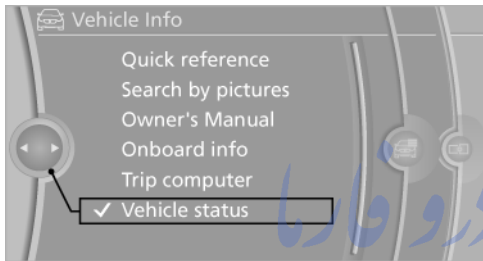 Vehicle Info
Quick reference
Search by pictures
Owner's Manual
Onboard info
Trip computer
✓ Vehicle status